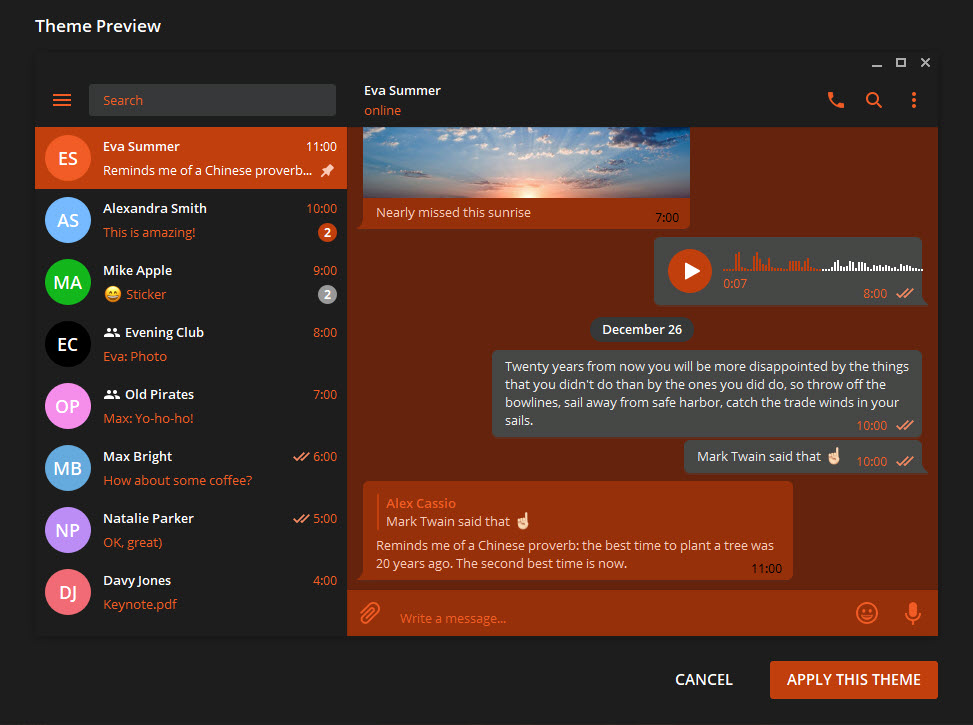 Theme Preview
Search
Eva Summer
online
ES
Eva Summer
11:00
Reminds me of a Chinese proverb...
AS
Alexandra Smith
10:00
This is amazing!
2
MA
Mike Apple
9:00
😄 Sticker
2
EC
Evening Club
8:00
Eva: Photo
OP
Old Pirates
7:00
Max: Yo-ho-ho!
MB
Max Bright
6:00
How about some coffee?
NP
Natalie Parker
5:00
OK, great)
DJ
Davy Jones
4:00
Keynote.pdf
Nearly missed this sunrise
7:00
0:07
8:00
December 26
Twenty years from now you will be more disappointed by the things
that you didn't do than by the ones you did do, so throw off the
bowlines, sail away from safe harbor, catch the trade winds in your
sails.
10:00
Mark Twain said that ☝🏻
10:00
Alex Cassio
Mark Twain said that ☝🏻
Reminds me of a Chinese proverb: the best time to plant a tree was
20 years ago. The second best time is now.
11:00
Write a message...
CANCEL
APPLY THIS THEME